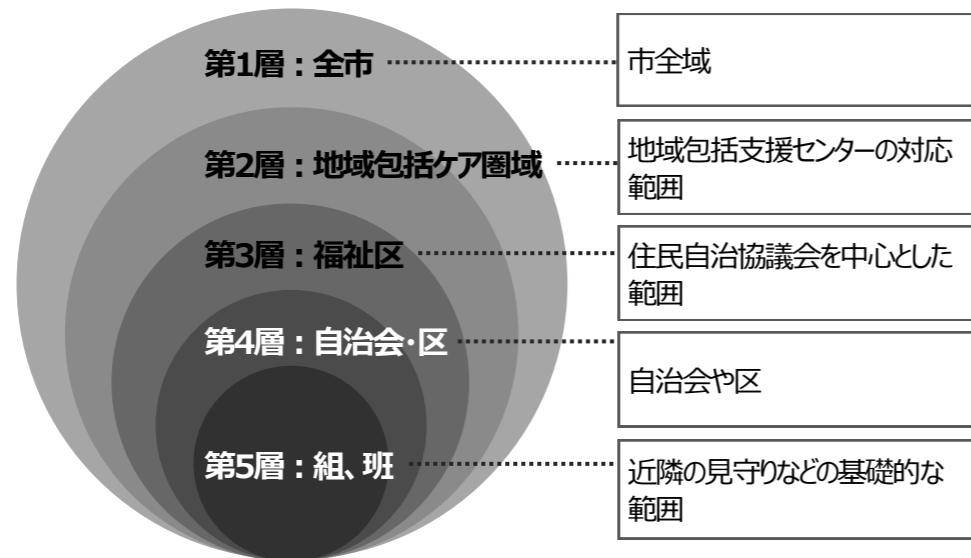 第1層：全市
市全域
第2層：地域包括ケア圏域
地域包括支援センターの対応
範囲
第3層：福祉区
住民自治協議会を中心とした
範囲
第4層：自治会・区
自治会や区
第5層：組、班
近隣の見守りなどの基礎的な
範囲